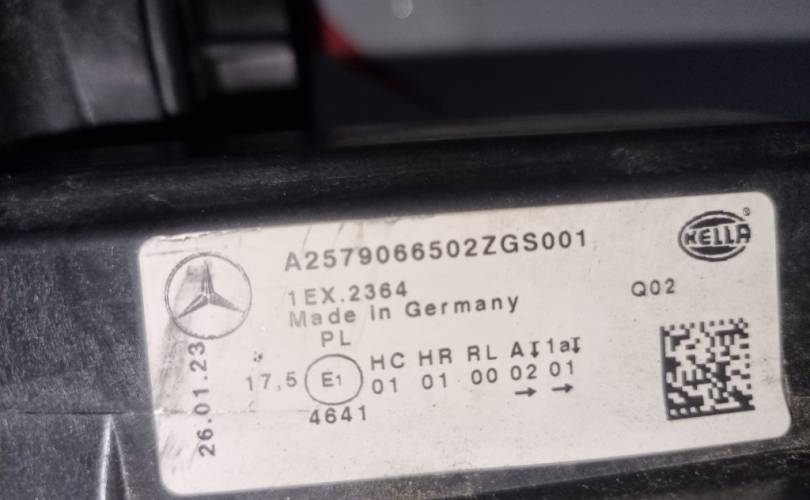 A2579066502ZGS001
HELLA
®
1EX.2364
Q02
Made in Germany
PL
17,5 E1 HC HR RL A↧ 1a↧
01 01 00 02 01
→ →
4641
26.01.23